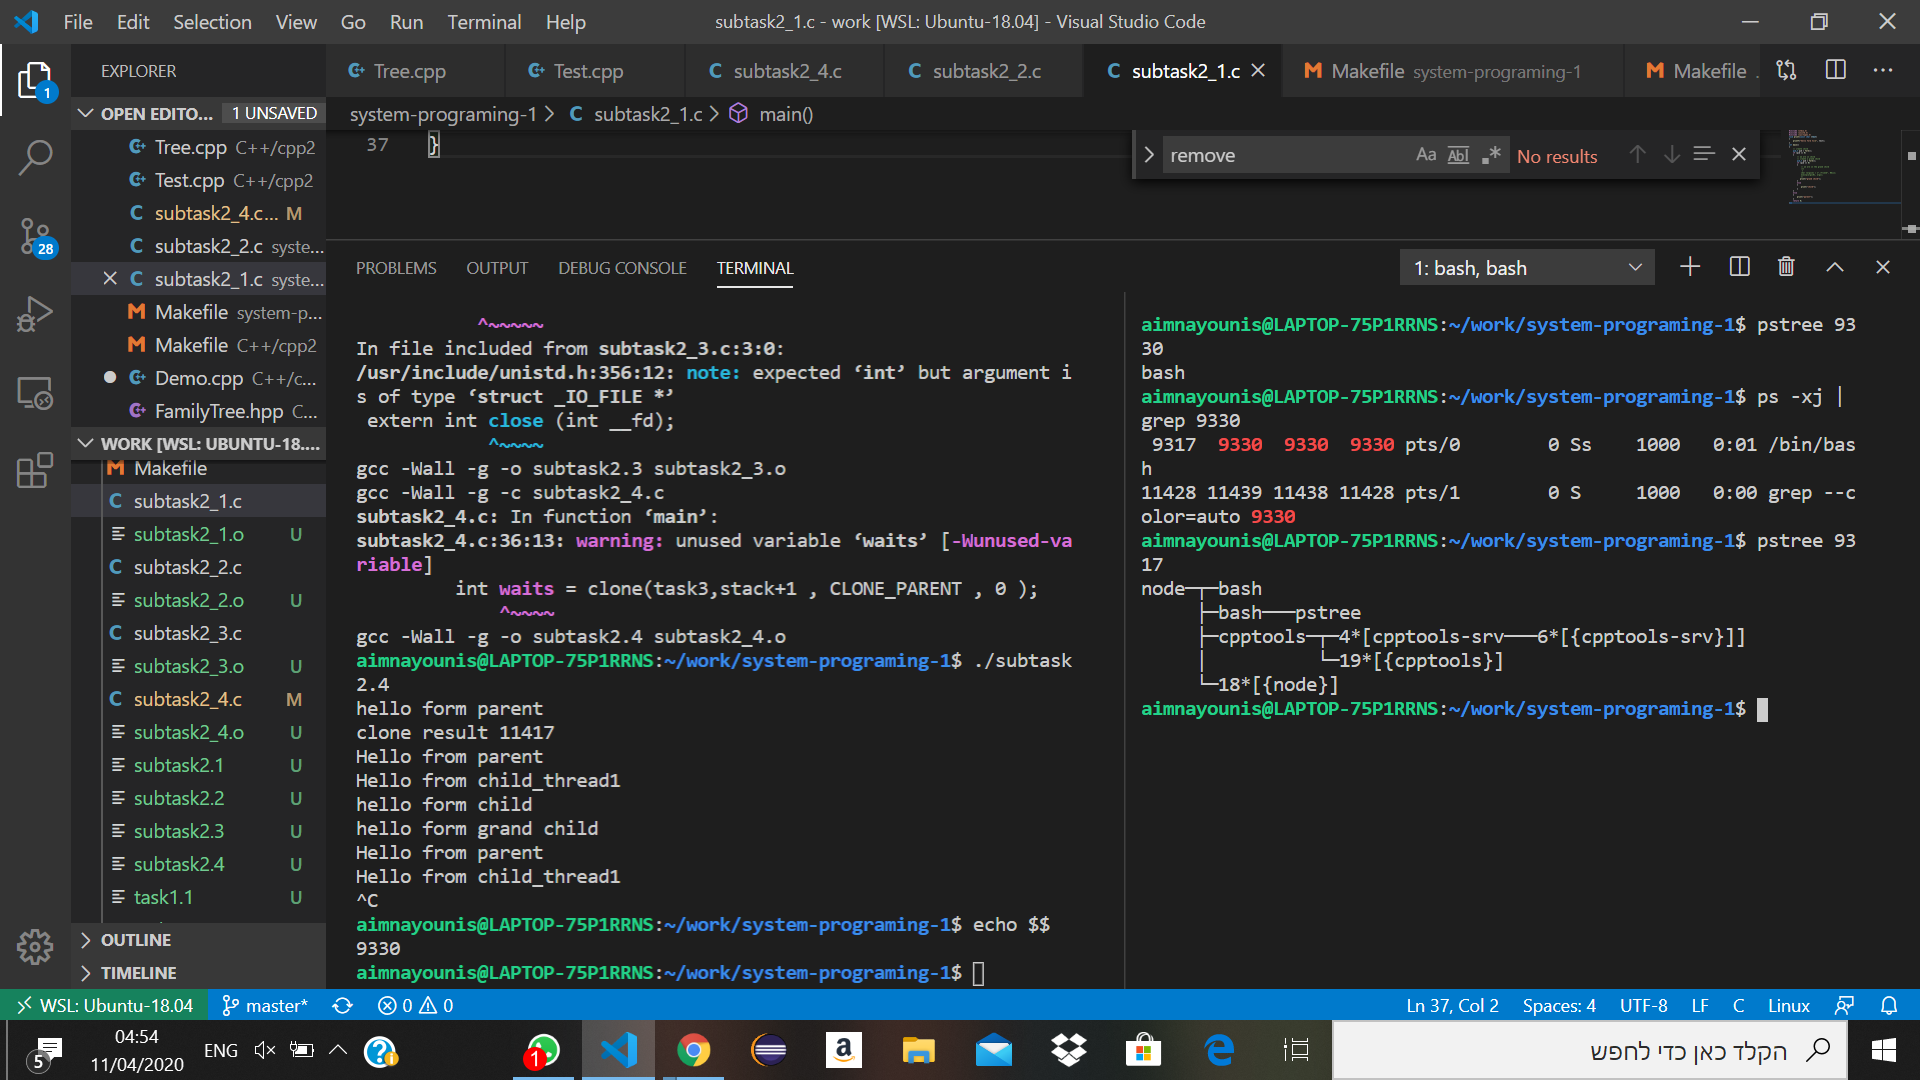 File Edit Selection View Go Run Terminal Help
subtask2_1.c - work [WSL: Ubuntu-18.04] - Visual Studio Code
EXPLORER
1
OPEN EDITO... 1 UNSAVED
Tree.cpp C++/cpp2
Test.cpp C++/cpp2
subtask2_4.c... M
subtask2_2.c syste...
28
subtask2_1.c syste...
Makefile system-p...
Makefile C++/cpp2
Demo.cpp C++/c...
FamilyTree.hpp C...
WORK [WSL: UBUNTU-18....
Makefile
subtask2_1.c
subtask2_1.o U
subtask2_2.c
subtask2_2.o U
subtask2_3.c
subtask2_3.o U
subtask2_4.c M
subtask2_4.o U
subtask2.1 U
subtask2.2 U
subtask2.3 U
subtask2.4 U
task1.1 U
OUTLINE
TIMELINE
Tree.cpp Test.cpp subtask2_4.c subtask2_2.c subtask2_1.c Makefile system-programing-1 Makefile .
system-programing-1 > subtask2_1.c > main()
37 }
remove Aa Abl .* No results
PROBLEMS OUTPUT DEBUG CONSOLE TERMINAL
1: bash, bash
^~~~~~
In file included from subtask2_3.c:3:0:
/usr/include/unistd.h:356:12: note: expected ‘int’ but argument i
s of type ‘struct _IO_FILE *’
extern int close (int __fd);
^~~~~
gcc -Wall -g -o subtask2.3 subtask2_3.o
gcc -Wall -g -c subtask2_4.c
subtask2_4.c: In function ‘main’:
subtask2_4.c:36:13: warning: unused variable ‘waits’ [-Wunused-va
riable]
int waits = clone(task3,stack+1 , CLONE_PARENT , 0 );
^~~~~
gcc -Wall -g -o subtask2.4 subtask2_4.o
aimnayounis@LAPTOP-75P1RRNS:~/work/system-programing-1$ ./subtask
2.4
hello form parent
clone result 11417
Hello from parent
Hello from child_thread1
hello form child
hello form grand child
Hello from parent
Hello from child_thread1
^C
aimnayounis@LAPTOP-75P1RRNS:~/work/system-programing-1$ echo $$
9330
aimnayounis@LAPTOP-75P1RRNS:~/work/system-programing-1$
aimnayounis@LAPTOP-75P1RRNS:~/work/system-programing-1$ pstree 93
30
bash
aimnayounis@LAPTOP-75P1RRNS:~/work/system-programing-1$ ps -xj |
grep 9330
9317 9330 9330 9330 pts/0 0 Ss 1000 0:01 /bin/bas
h
11428 11439 11438 11428 pts/1 0 S 1000 0:00 grep --c
olor=auto 9330
aimnayounis@LAPTOP-75P1RRNS:~/work/system-programing-1$ pstree 93
17
node─┬─bash
├─bash───pstree
├─cpptools─┬─4*[cpptools-srv───6*[{cpptools-srv}]]
│ └─19*[{cpptools}]
└─18*[{node}]
aimnayounis@LAPTOP-75P1RRNS:~/work/system-programing-1$
WSL: Ubuntu-18.04 master* 0 0
Ln 37, Col 2 Spaces: 4 UTF-8 LF C Linux
5 04:54
11/04/2020
ENG
1
הקלד כאן כדי לחפש